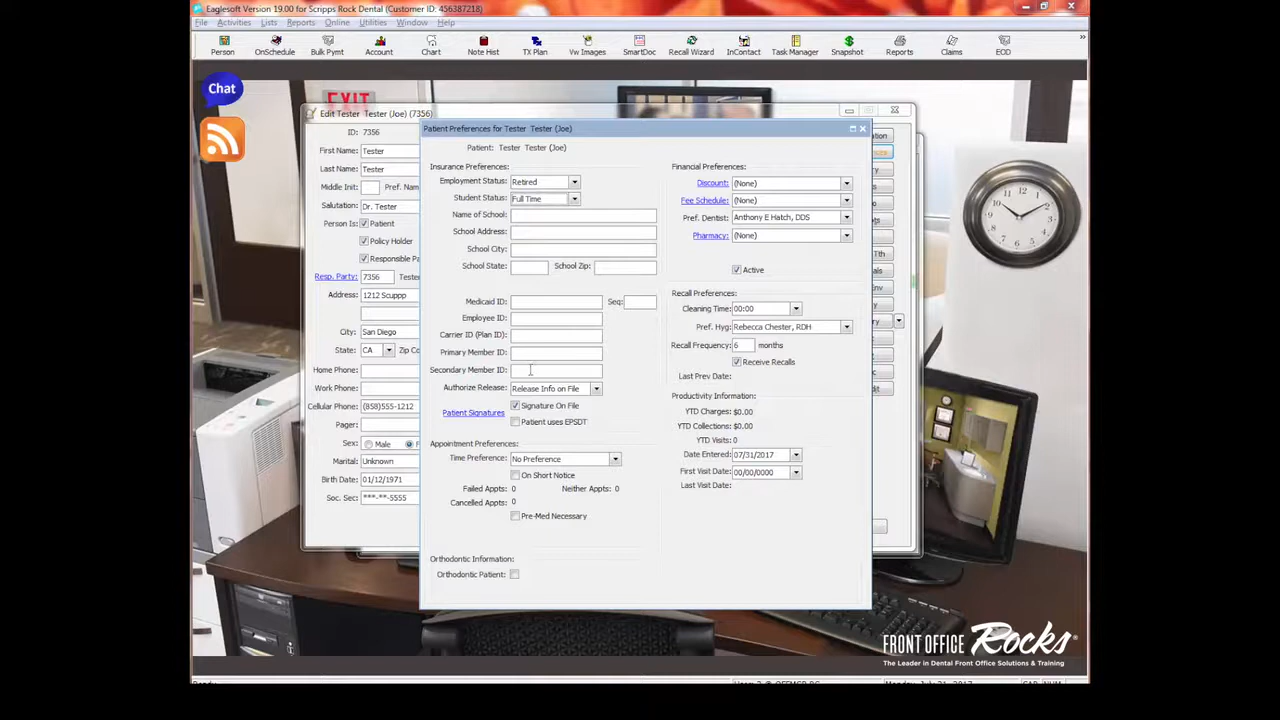 Eaglesoft Version 19.00 for Scripps Rock Dental (Customer ID: 456387218)
File Activities Lists Reports Online Utilities Window Help
Person OnSchedule Bulk Pymt Account Chart Note Hist TX Plan Vw Images SmartDoc Recall Wizard InContact Task Manager Snapshot Reports Claims EOD
Chat
EXIT
Edit Tester Tester (Joe) (7356)
ID: 7356
First Name: Tester
Last Name: Tester
Middle Init: Pref. Nam
Salutation: Dr. Tester
Person Is: Patient
Policy Holder
Responsible Pa
Resp. Party: 7356 Tester
Address: 1212 Scuppp
City: San Diego
State: CA Zip Co
Home Phone:
Work Phone:
Cellular Phone: (858)555-1212
Pager:
Sex: Male F
Marital: Unknown
Birth Date: 01/12/1971
Soc. Sec: ***-**-5555
Patient Preferences for Tester Tester (Joe)
Patient: Tester Tester (Joe)
Insurance Preferences:
Employment Status: Retired
Student Status: Full Time
Name of School:
School Address:
School City:
School State: School Zip:
Medicaid ID: Seq:
Employee ID:
Carrier ID (Plan ID):
Primary Member ID:
Secondary Member ID:
Authorize Release: Release Info on File
Patient Signatures Signature On File
Patient uses EPSDT
Appointment Preferences:
Time Preference: No Preference
On Short Notice
Failed Appts: 0 Neither Appts: 0
Cancelled Appts: 0
Pre-Med Necessary
Orthodontic Information:
Orthodontic Patient:
Financial Preferences:
Discount: (None)
Fee Schedule: (None)
Pref. Dentist: Anthony E Hatch, DDS
Pharmacy: (None)
Active
Recall Preferences:
Cleaning Time: 00:00
Pref. Hyg: Rebecca Chester, RDH
Recall Frequency: 6 months
Receive Recalls
Last Prev Date:
Productivity Information:
YTD Charges: $0.00
YTD Collections: $0.00
YTD Visits: 0
Date Entered: 07/31/2017
First Visit Date: 00/00/0000
Last Visit Date:
FRONT OFFICE Rocks
The Leader in Dental Front Office Solutions & Training